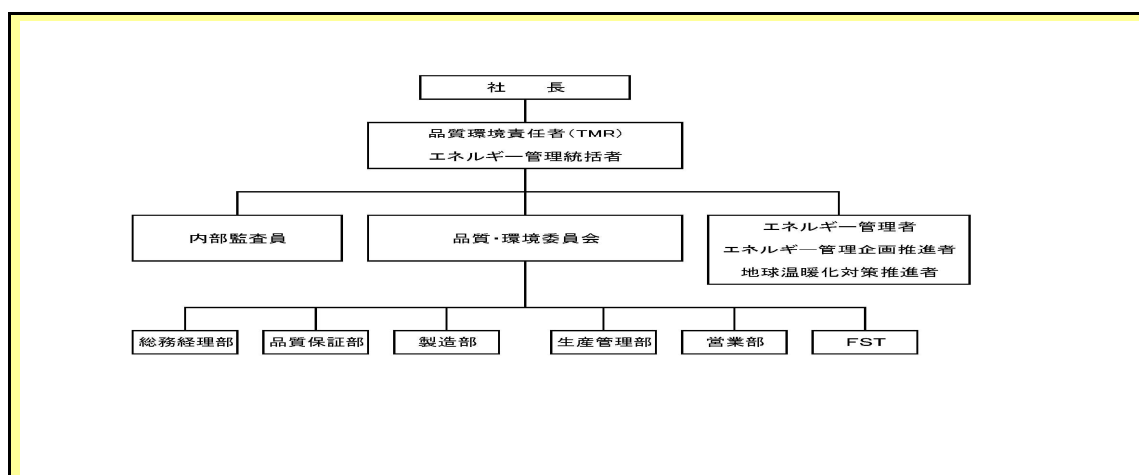 社　　長
品質環境責任者(TMR)
エネルギー管理統括者
内部監査員
品質・環境委員会
エネルギー管理者
エネルギー管理企画推進者
地球温暖化対策推進者
総務経理部
品質保証部
製造部
生産管理部
営業部
FST